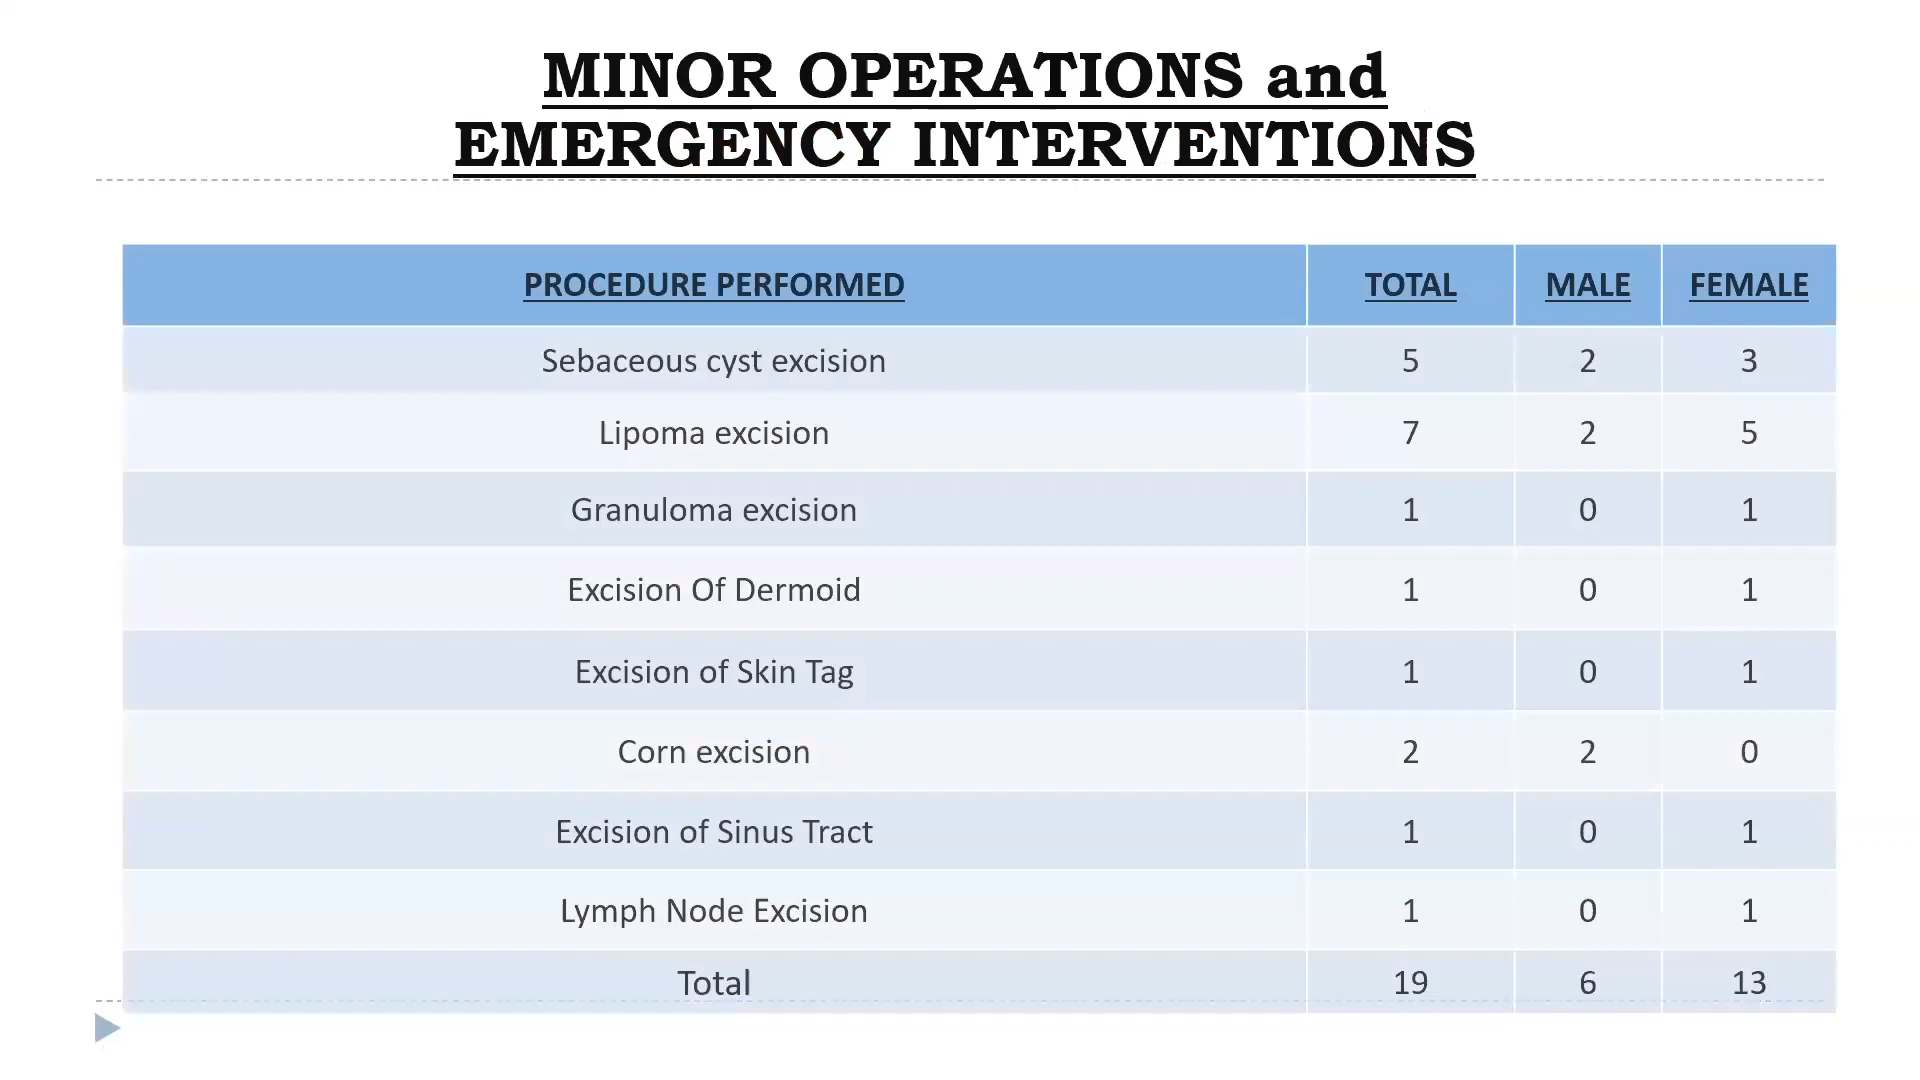 MINOR OPERATIONS and
EMERGENCY INTERVENTIONS
PROCEDURE PERFORMED TOTAL MALE FEMALE
Sebaceous cyst excision 5 2 3
Lipoma excision 7 2 5
Granuloma excision 1 0 1
Excision Of Dermoid 1 0 1
Excision of Skin Tag 1 0 1
Corn excision 2 2 0
Excision of Sinus Tract 1 0 1
Lymph Node Excision 1 0 1
Total 19 6 13